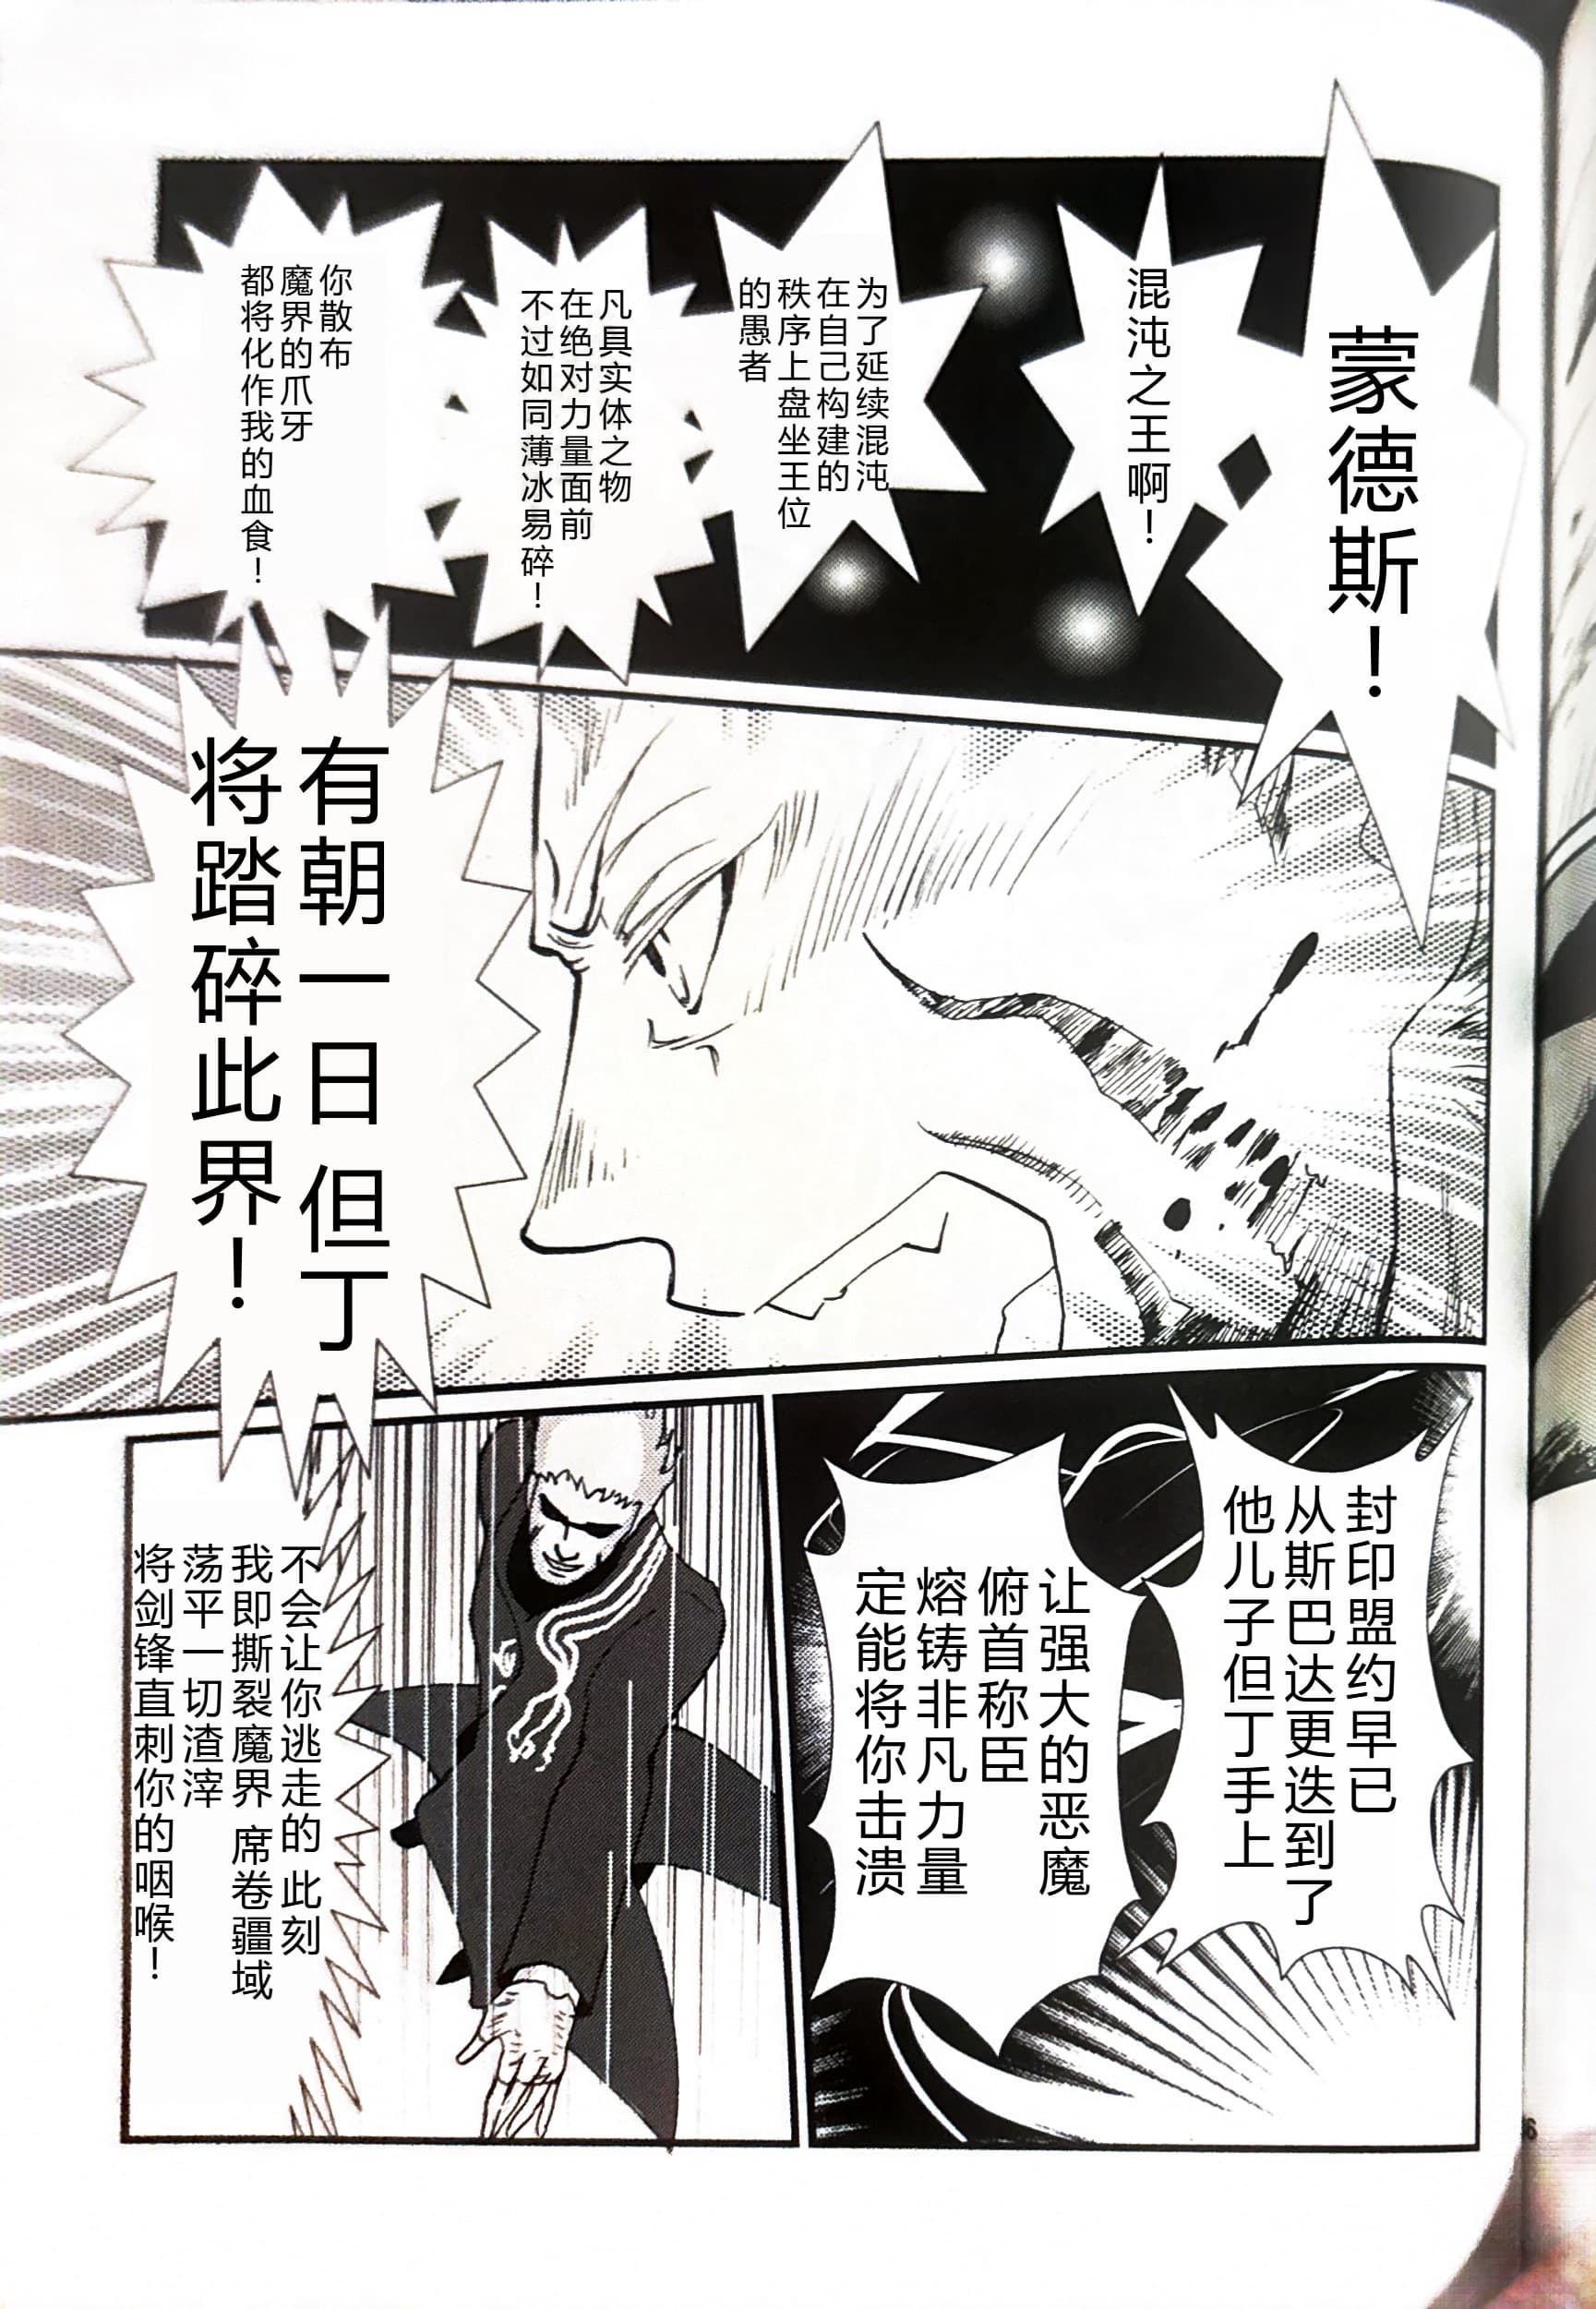 蒙德斯！
混沌之王啊！
为了延续混沌
在自己构建的
秩序上盘坐王位
的愚者
凡具实体之物
在绝对力量面前
不过如同薄冰易碎！
你散布
魔界的爪牙
都将化作我的血食！
有朝一日 但丁
将踏碎此界！
封印盟约早已
从斯巴达更迭到了
他儿子但丁手上
让强大的恶魔
俯首称臣
熔铸非凡力量
定能将你击溃
不会让你逃走的 此刻
我即撕裂魔界 席卷疆域
荡平一切渣滓
将剑锋直刺你的咽喉！